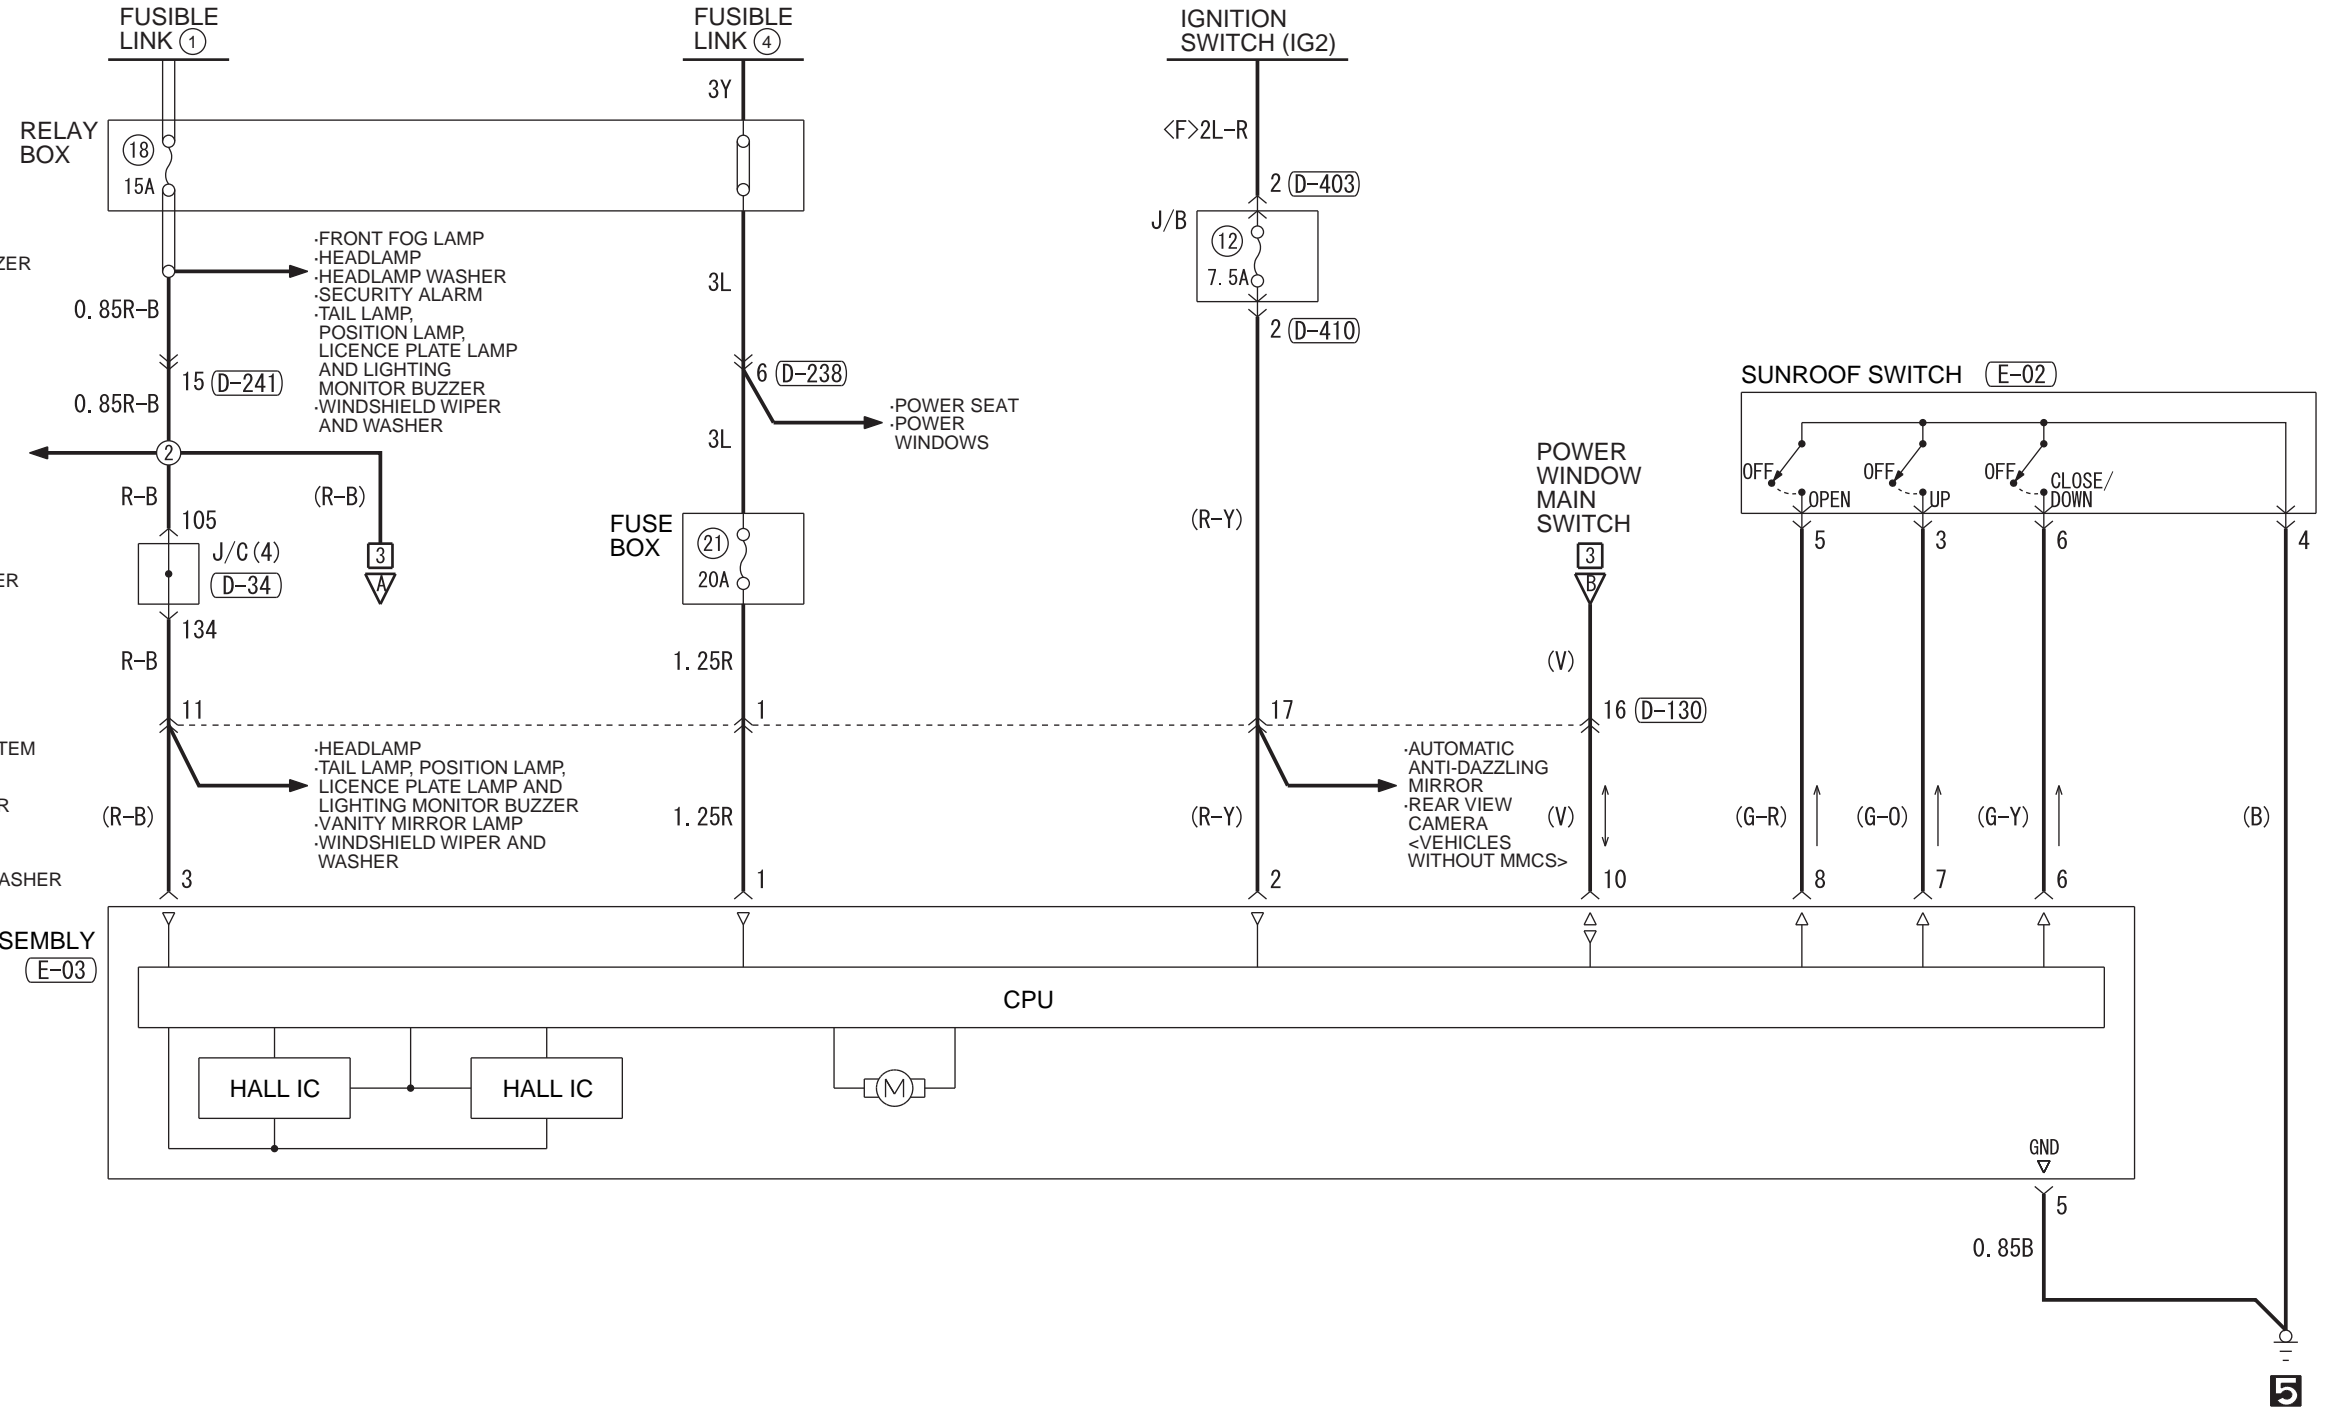 FUSIBLE
LINK 1
FUSIBLE
LINK 4
IGNITION
SWITCH (IG2)
3Y
RELAY
BOX
18
15A
<F>2L-R
2 D-403
J/B
12
7.5A
2 D-410
·FRONT FOG LAMP
·HEADLAMP
·HEADLAMP WASHER
·SECURITY ALARM
·TAIL LAMP,
POSITION LAMP,
LICENCE PLATE LAMP
AND LIGHTING
MONITOR BUZZER
·WINDSHIELD WIPER
AND WASHER
ZER
0.85R-B
3L
15 D-241
6 D-238
0.85R-B
3L
·POWER SEAT
·POWER
WINDOWS
SUNROOF SWITCH E-02
OFF
OPEN
OFF
UP
OFF
CLOSE/
DOWN
5
3
6
4
2
R-B
(R-B)
105
J/C(4)
D-34
134
3
A
FUSE
BOX
21
20A
(R-Y)
POWER
WINDOW
MAIN
SWITCH
3
B
ER
R-B
1.25R
(V)
11
1
17
16 D-130
TEM
R
ASHER
·HEADLAMP
·TAIL LAMP, POSITION LAMP,
LICENCE PLATE LAMP AND
LIGHTING MONITOR BUZZER
·VANITY MIRROR LAMP
·WINDSHIELD WIPER AND
WASHER
·AUTOMATIC
ANTI-DAZZLING
MIRROR
·REAR VIEW
CAMERA
<VEHICLES
WITHOUT MMCS>
(R-B)
1.25R
(R-Y)
(V)
(G-R)
(G-O)
(G-Y)
(B)
3
1
2
10
8
7
6
SEMBLY
E-03
CPU
HALL IC
HALL IC
M
GND
5
0.85B
5